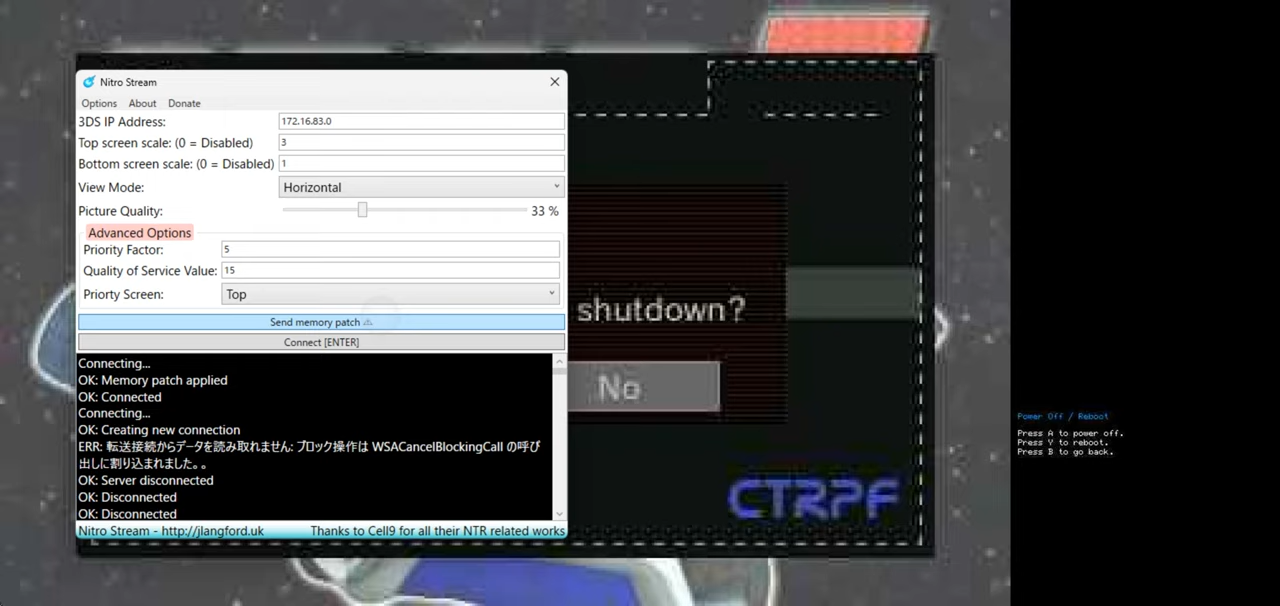 Nitro Stream
Options About Donate
3DS IP Address: 172.16.83.0
Top screen scale: (0 = Disabled) 3
Bottom screen scale: (0 = Disabled) 1
View Mode: Horizontal
Picture Quality: 33 %
Advanced Options
Priority Factor: 5
Quality of Service Value: 15
Priorty Screen: Top
Send memory patch ⚠
Connect [ENTER]
Connecting...
OK: Memory patch applied
OK: Connected
Connecting...
OK: Creating new connection
ERR: 転送接続からデータを読み取れません: ブロック操作は WSACancelBlockingCall の呼び
出しに割り込まれました。。
OK: Server disconnected
OK: Disconnected
OK: Disconnected
Nitro Stream - http://jlangford.uk Thanks to Cell9 for all their NTR related works
shutdown?
No
CTRPF
Power Off / Reboot
Press A to power off.
Press Y to reboot.
Press B to go back.